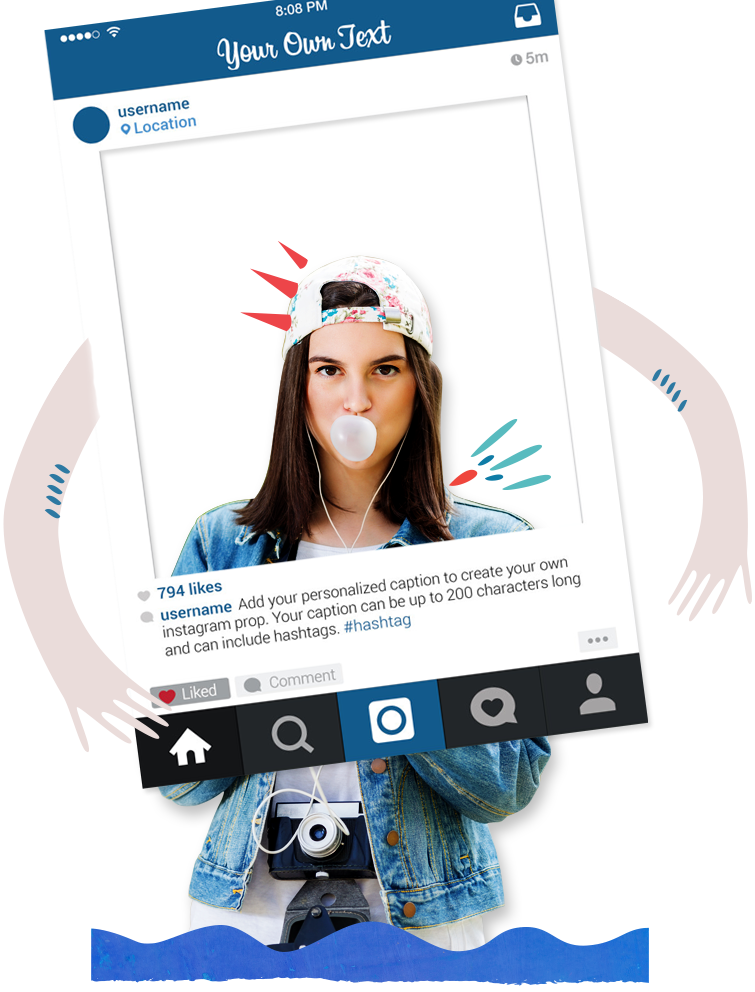 8:08 PM
Your Own Text
5m
username
Location
794 likes
username Add your personalized caption to create your own
instagram prop. Your caption can be up to 200 characters long
and can include hashtags. #hashtag
Liked
Comment